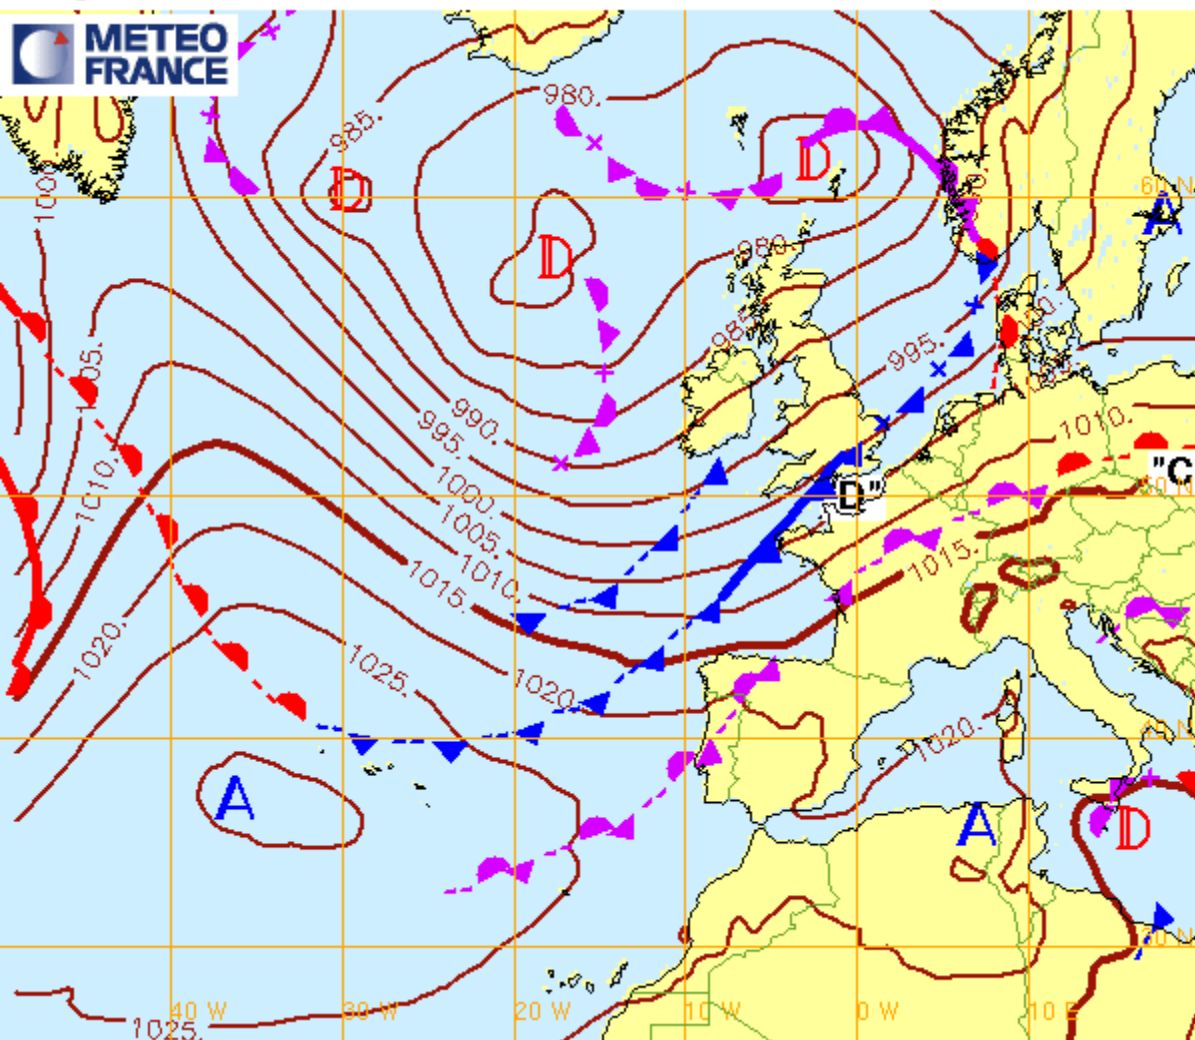 METEO
FRANCE
980.
985.
D
D
1000
D
60 N
A
980.
985.
995.
1005.
990.
995.
1010.
1010.
"C
50 N
1000.
"D"
1005.
1010.
1015.
1015.
1020.
1025.
1020
1020.
40 N
A
A
D
30 N
40 W
30 W
20 W
10 W
0 W
10 E
1025.